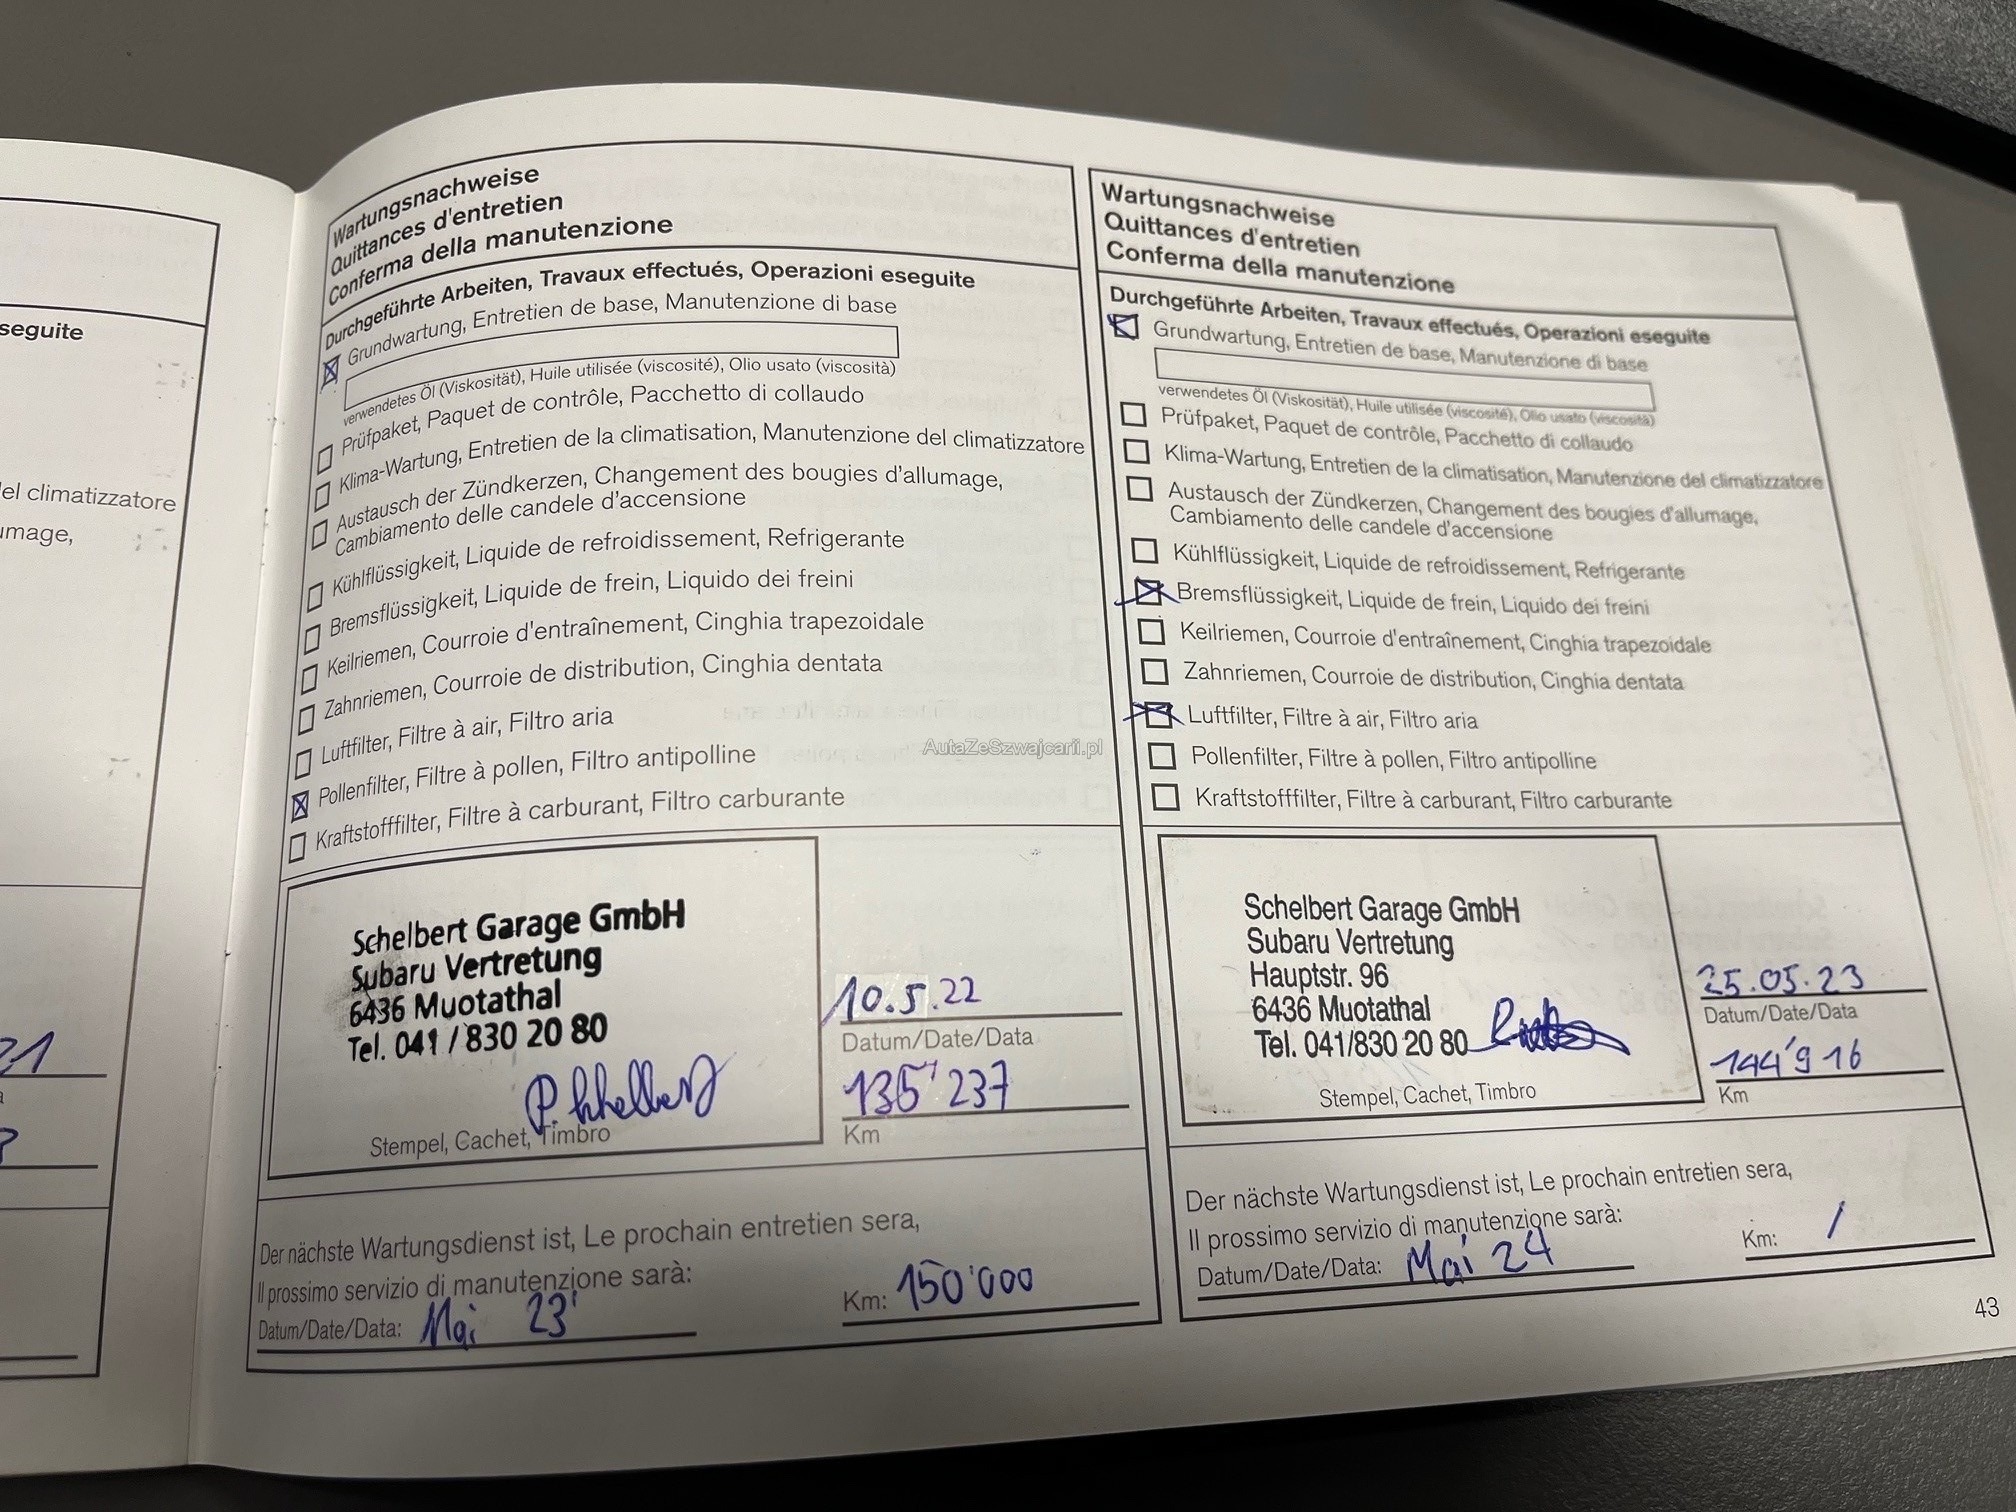 eseguite
del climatizzatore
umage,
21
Wartungsnachweise
Quittances d'entretien
Conferma della manutenzione
Durchgeführte Arbeiten, Travaux effectués, Operazioni eseguite
Grundwartung, Entretien de base, Manutenzione di base
verwendetes Öl (Viskosität), Huile utilisée (viscosité), Olio usato (viscosità)
Prüfpaket, Paquet de contrôle, Pacchetto di collaudo
Klima-Wartung, Entretien de la climatisation, Manutenzione del climatizzatore
Austausch der Zündkerzen, Changement des bougies d'allumage,
Cambiamento delle candele d'accensione
Kühlflüssigkeit, Liquide de refroidissement, Refrigerante
Bremsflüssigkeit, Liquide de frein, Liquido dei freini
Keilriemen, Courroie d'entraînement, Cinghia trapezoidale
Zahnriemen, Courroie de distribution, Cinghia dentata
Luftfilter, Filtre à air, Filtro aria
Pollenfilter, Filtre à pollen, Filtro antipolline
Kraftstofffilter, Filtre à carburant, Filtro carburante
Schelbert Garage GmbH
Subaru Vertretung
6436 Muotathal
Tel. 041 / 830 20 80
P. Schelbert
Stempel, Cachet, Timbro
10.5.22
Datum/Date/Data
135'237
Km
Der nächste Wartungsdienst ist, Le prochain entretien sera,
Il prossimo servizio di manutenzione sarà:
Datum/Date/Data: Mai 23'
Km: 150'000
Wartungsnachweise
Quittances d'entretien
Conferma della manutenzione
Durchgeführte Arbeiten, Travaux effectués, Operazioni eseguite
Grundwartung, Entretien de base, Manutenzione di base
verwendetes Öl (Viskosität), Huile utilisée (viscosité), Olio usato (viscosità)
Prüfpaket, Paquet de contrôle, Pacchetto di collaudo
Klima-Wartung, Entretien de la climatisation, Manutenzione del climatizzatore
Austausch der Zündkerzen, Changement des bougies d'allumage,
Cambiamento delle candele d'accensione
Kühlflüssigkeit, Liquide de refroidissement, Refrigerante
Bremsflüssigkeit, Liquide de frein, Liquido dei freini
Keilriemen, Courroie d'entraînement, Cinghia trapezoidale
Zahnriemen, Courroie de distribution, Cinghia dentata
Luftfilter, Filtre à air, Filtro aria
Pollenfilter, Filtre à pollen, Filtro antipolline
Kraftstofffilter, Filtre à carburant, Filtro carburante
Schelbert Garage GmbH
Subaru Vertretung
Hauptstr. 96
6436 Muotathal
Tel. 041/830 20 80
Stempel, Cachet, Timbro
25.05.23
Datum/Date/Data
144'916
Km
Der nächste Wartungsdienst ist, Le prochain entretien sera,
Il prossimo servizio di manutenzione sarà:
Datum/Date/Data: Mai 24
Km: /
43
AutaZeSzwajcarii.pl